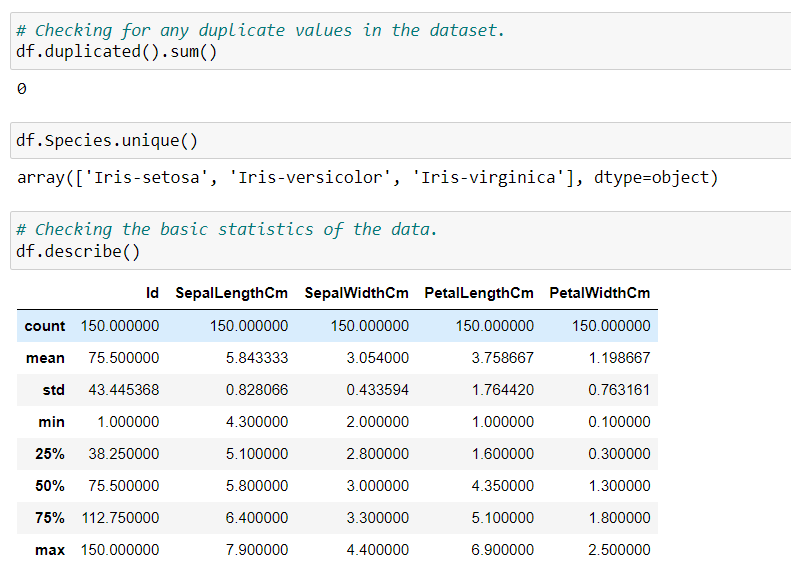 # Checking for any duplicate values in the dataset.
df.duplicated().sum()
0
df.Species.unique()
array(['Iris-setosa', 'Iris-versicolor', 'Iris-virginica'], dtype=object)
# Checking the basic statistics of the data.
df.describe()
Id SepalLengthCm SepalWidthCm PetalLengthCm PetalWidthCm
count 150.000000 150.000000 150.000000 150.000000 150.000000
mean 75.500000 5.843333 3.054000 3.758667 1.198667
std 43.445368 0.828066 0.433594 1.764420 0.763161
min 1.000000 4.300000 2.000000 1.000000 0.100000
25% 38.250000 5.100000 2.800000 1.600000 0.300000
50% 75.500000 5.800000 3.000000 4.350000 1.300000
75% 112.750000 6.400000 3.300000 5.100000 1.800000
max 150.000000 7.900000 4.400000 6.900000 2.500000